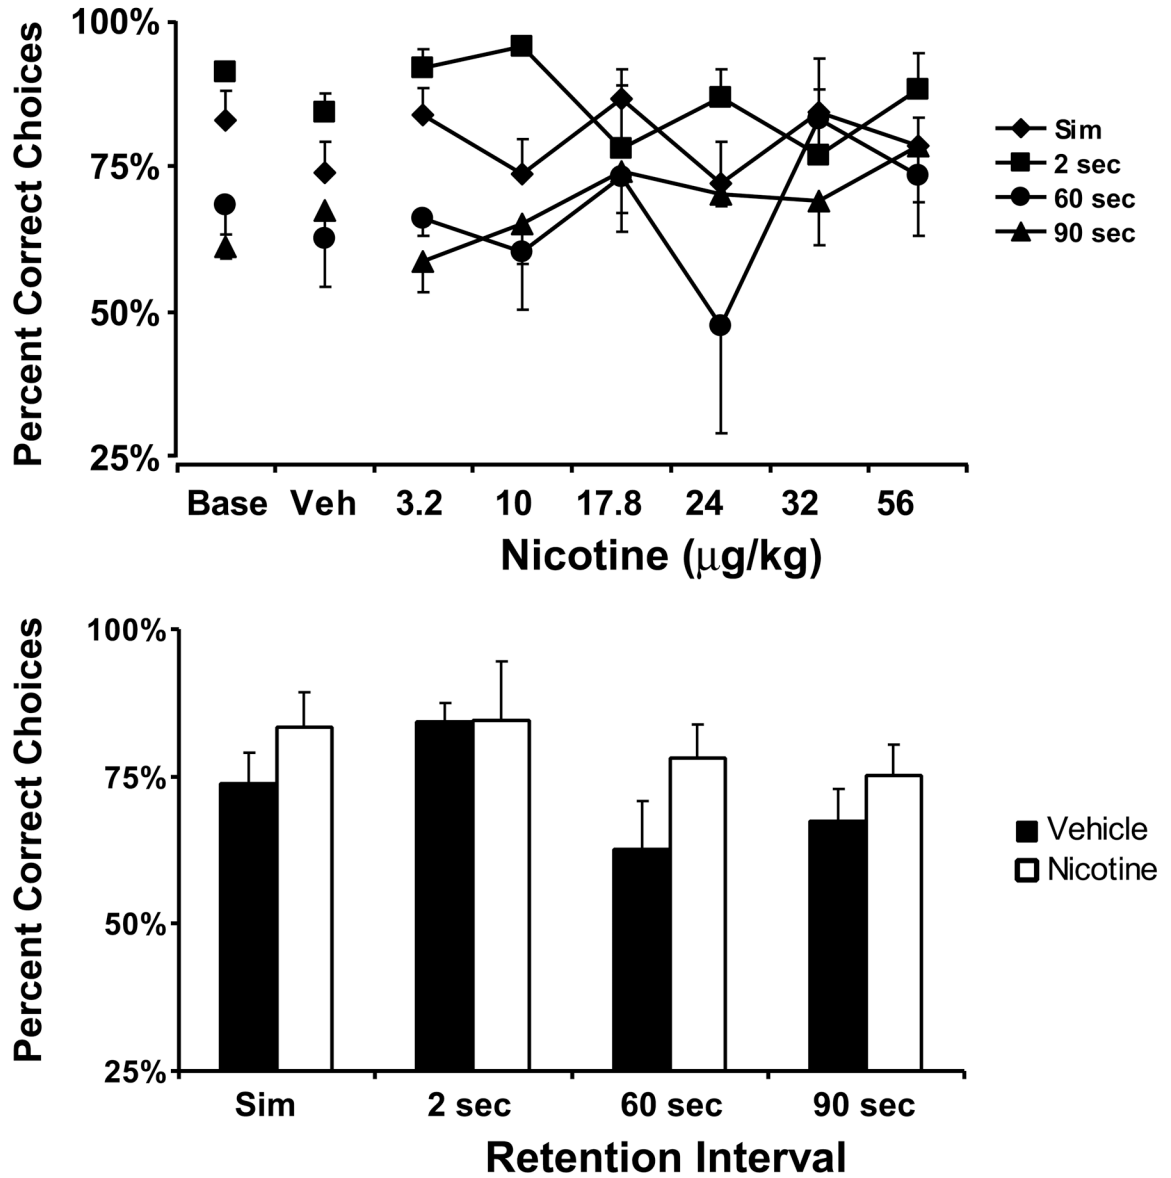 Percent Correct Choices
100%
75%
50%
25%
Base Veh 3.2 10 17.8 24 32 56
Nicotine (μg/kg)
Sim
2 sec
60 sec
90 sec
Percent Correct Choices
100%
75%
50%
25%
Sim 2 sec 60 sec 90 sec
Retention Interval
Vehicle
Nicotine